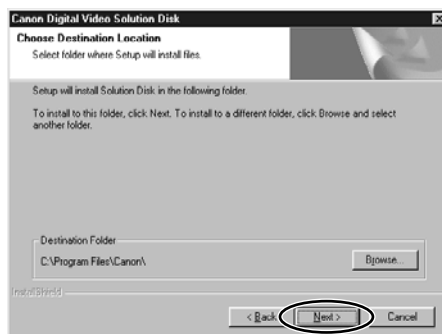 Canon Digital Video Solution Disk
Choose Destination Location
Select folder where Setup will install files.
Setup will install Solution Disk in the following folder.
To install to this folder, click Next. To install to a different folder, click Browse and select
another folder.
Destination Folder
C:\Program Files\Canon\
Browse...
InstallShield
< Back
Next >
Cancel